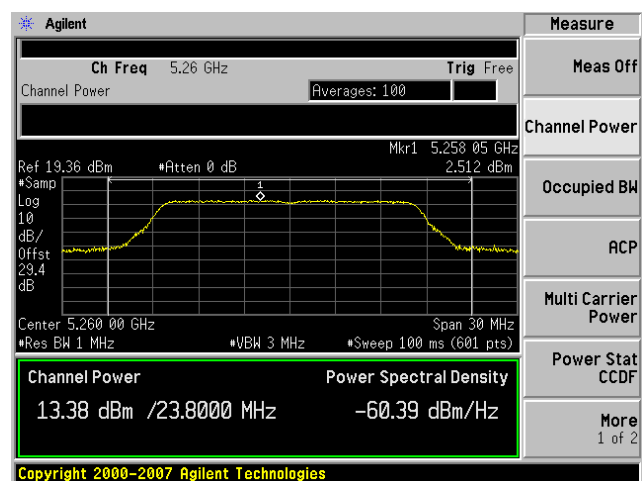 Agilent
Measure
Ch Freq 5.26 GHz Trig Free
Channel Power Averages: 100
Mkr1 5.258 05 GHz
Ref 19.36 dBm #Atten 0 dB 2.512 dBm
#Samp
Log
10
dB/
Offst
29.4
dB
1
Center 5.260 00 GHz Span 30 MHz
#Res BW 1 MHz #VBW 3 MHz #Sweep 100 ms (601 pts)
Channel Power Power Spectral Density
13.38 dBm /23.8000 MHz -60.39 dBm/Hz
Meas Off
Channel Power
Occupied BW
ACP
Multi Carrier
Power
Power Stat
CCDF
More
1 of 2
Copyright 2000-2007 Agilent Technologies